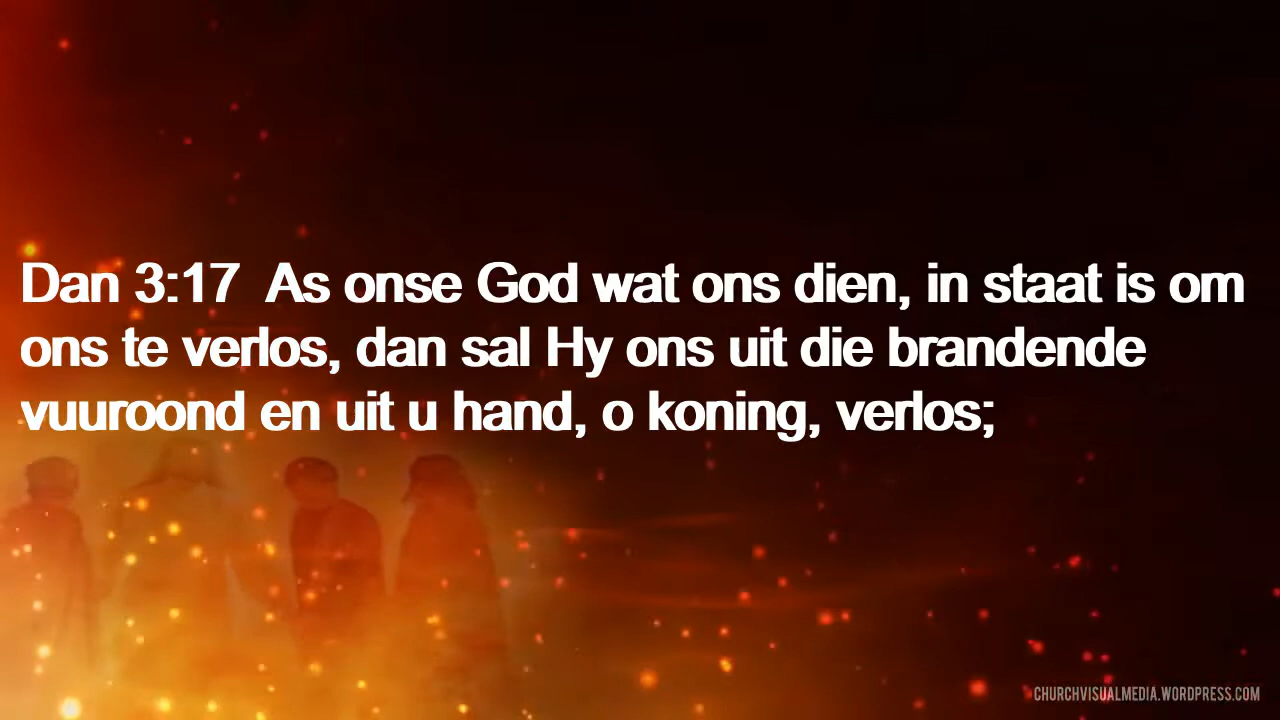 Dan 3:17  As onse God wat ons dien, in staat is om
ons te verlos, dan sal Hy ons uit die brandende
vuuroond en uit u hand, o koning, verlos;
CHURCHVISUALMEDIA.WORDPRESS.COM